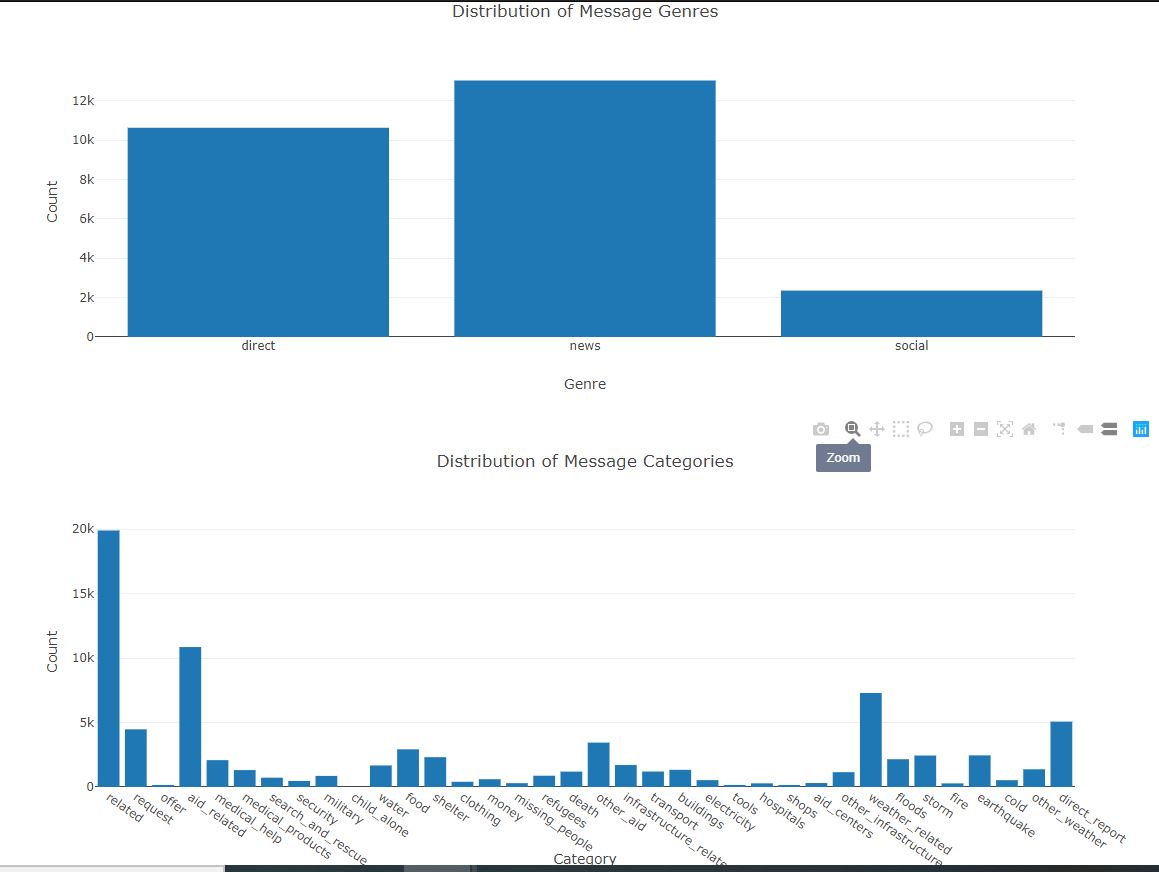 Distribution of Message Genres
12k
10k
8k
6k
4k
2k
0
Count
direct
news
social
Genre
Zoom
Distribution of Message Categories
20k
15k
10k
5k
0
Count
related
request
offer
aid_related
medical_help
medical_products
search_and_rescue
security
military
child_alone
water
food
shelter
clothing
money
missing_people
refugees
death
other_aid
infrastructure_relate
transport
buildings
electricity
tools
hospitals
shops
aid_centers
other_infrastructure
weather_related
floods
storm
fire
earthquake
cold
other_weather
direct_report
Category